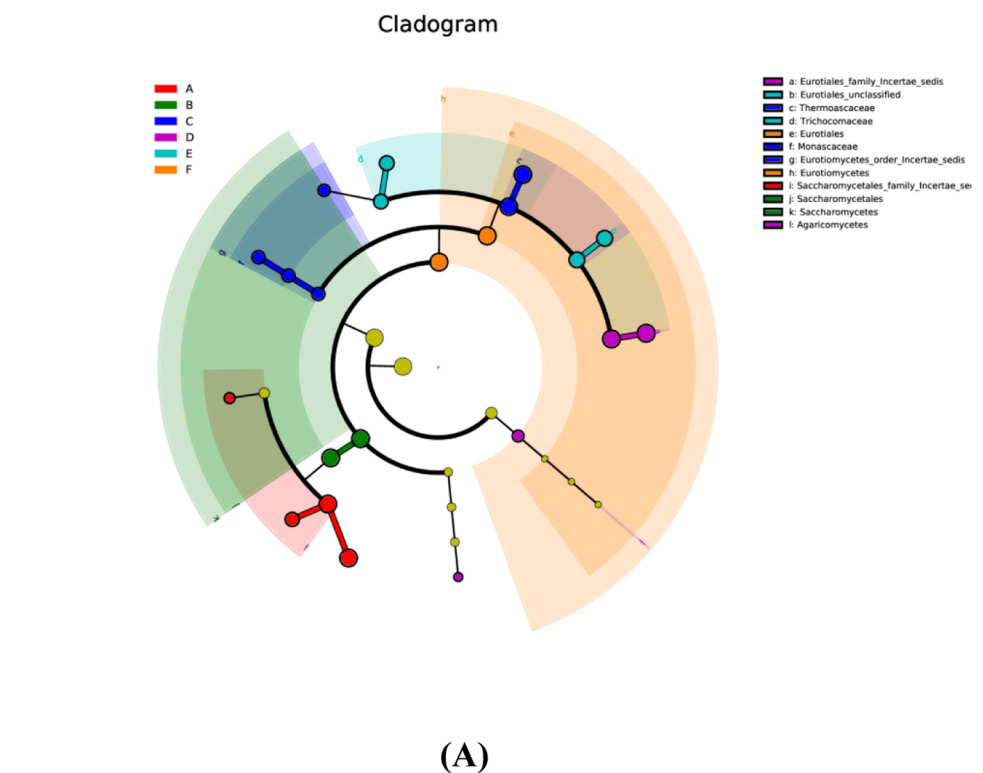 Cladogram
A
B
C
D
E
F
a: Eurotiales_family_Incertae_sedis
b: Eurotiales_unclassified
c: Thermoascaceae
d: Trichocomaceae
e: Eurotiales
f: Monascaceae
g: Eurotiomycetes_order_Incertae_sedis
h: Eurotiomycetes
i: Saccharomycetales_family_Incertae_se
j: Saccharomycetales
k: Saccharomycetes
l: Agaricomycetes
h
e
c
d
g
k
(A)